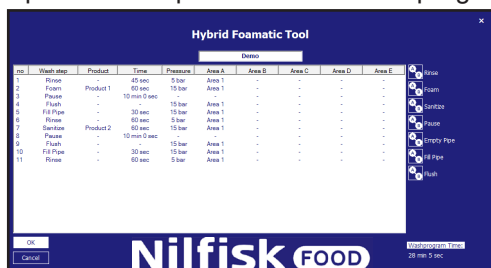 Hybrid Foamatic Tool
Demo
no Wash step Product Time Pressure Area A Area B Area C Area D Area E
1 Rinse - 45 sec 5 bar Area 1 - - - -
2 Foam Product 1 60 sec 15 bar Area 1 - - - -
3 Pause - 10 min 0 sec - - - - - -
4 Flush - - 15 bar Area 1 - - - -
5 Fill Pipe - 30 sec 15 bar Area 1 - - - -
6 Rinse - 60 sec 5 bar Area 1 - - - -
7 Sanitize Product 2 60 sec 15 bar Area 1 - - - -
8 Pause - 10 min 0 sec - - - - - -
9 Flush - - 15 bar Area 1 - - - -
10 Fill Pipe - 30 sec 15 bar Area 1 - - - -
11 Rinse - 60 sec 5 bar Area 1 - - - -
Rinse
Foam
Sanitize
Pause
Empty Pipe
Fill Pipe
Flush
OK
Cancel
Nilfisk FOOD
Washprogram Time:
28 min 5 sec